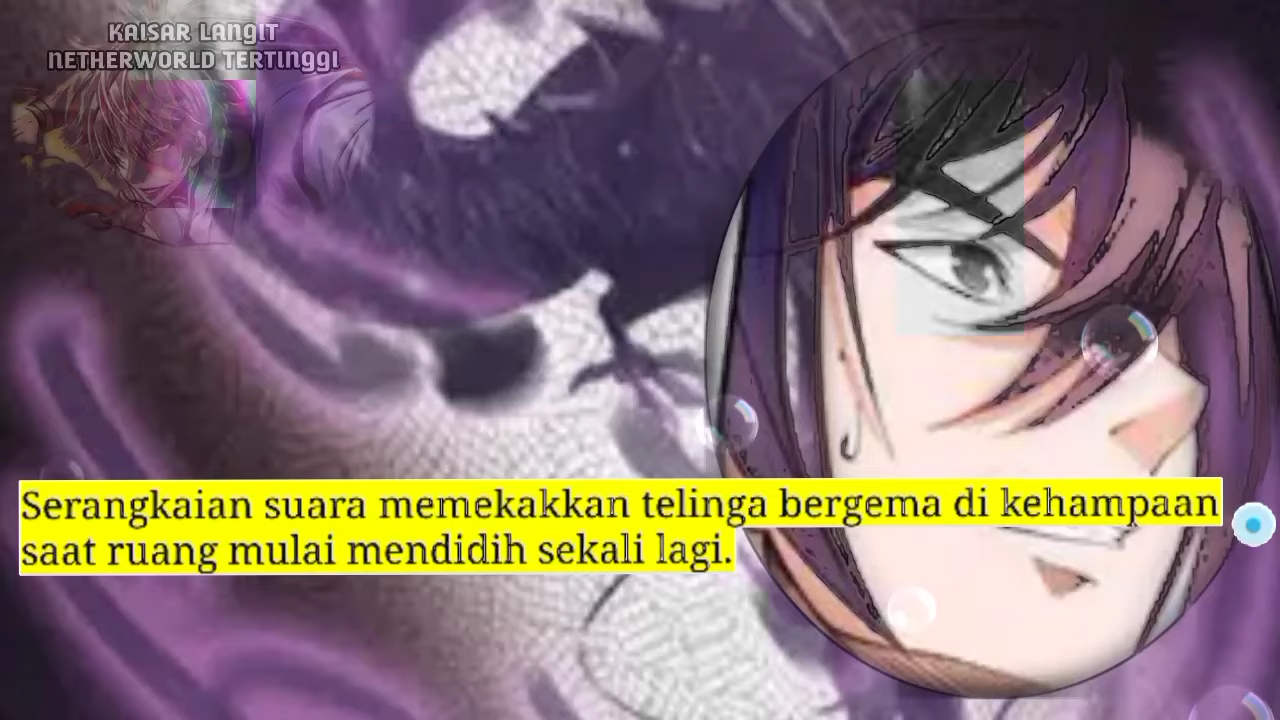 KAISAR LANGIT
NETHERWORLD TERTINGGI
Serangkaian suara memekakkan telinga bergema di kehampaan
saat ruang mulai mendidih sekali lagi.